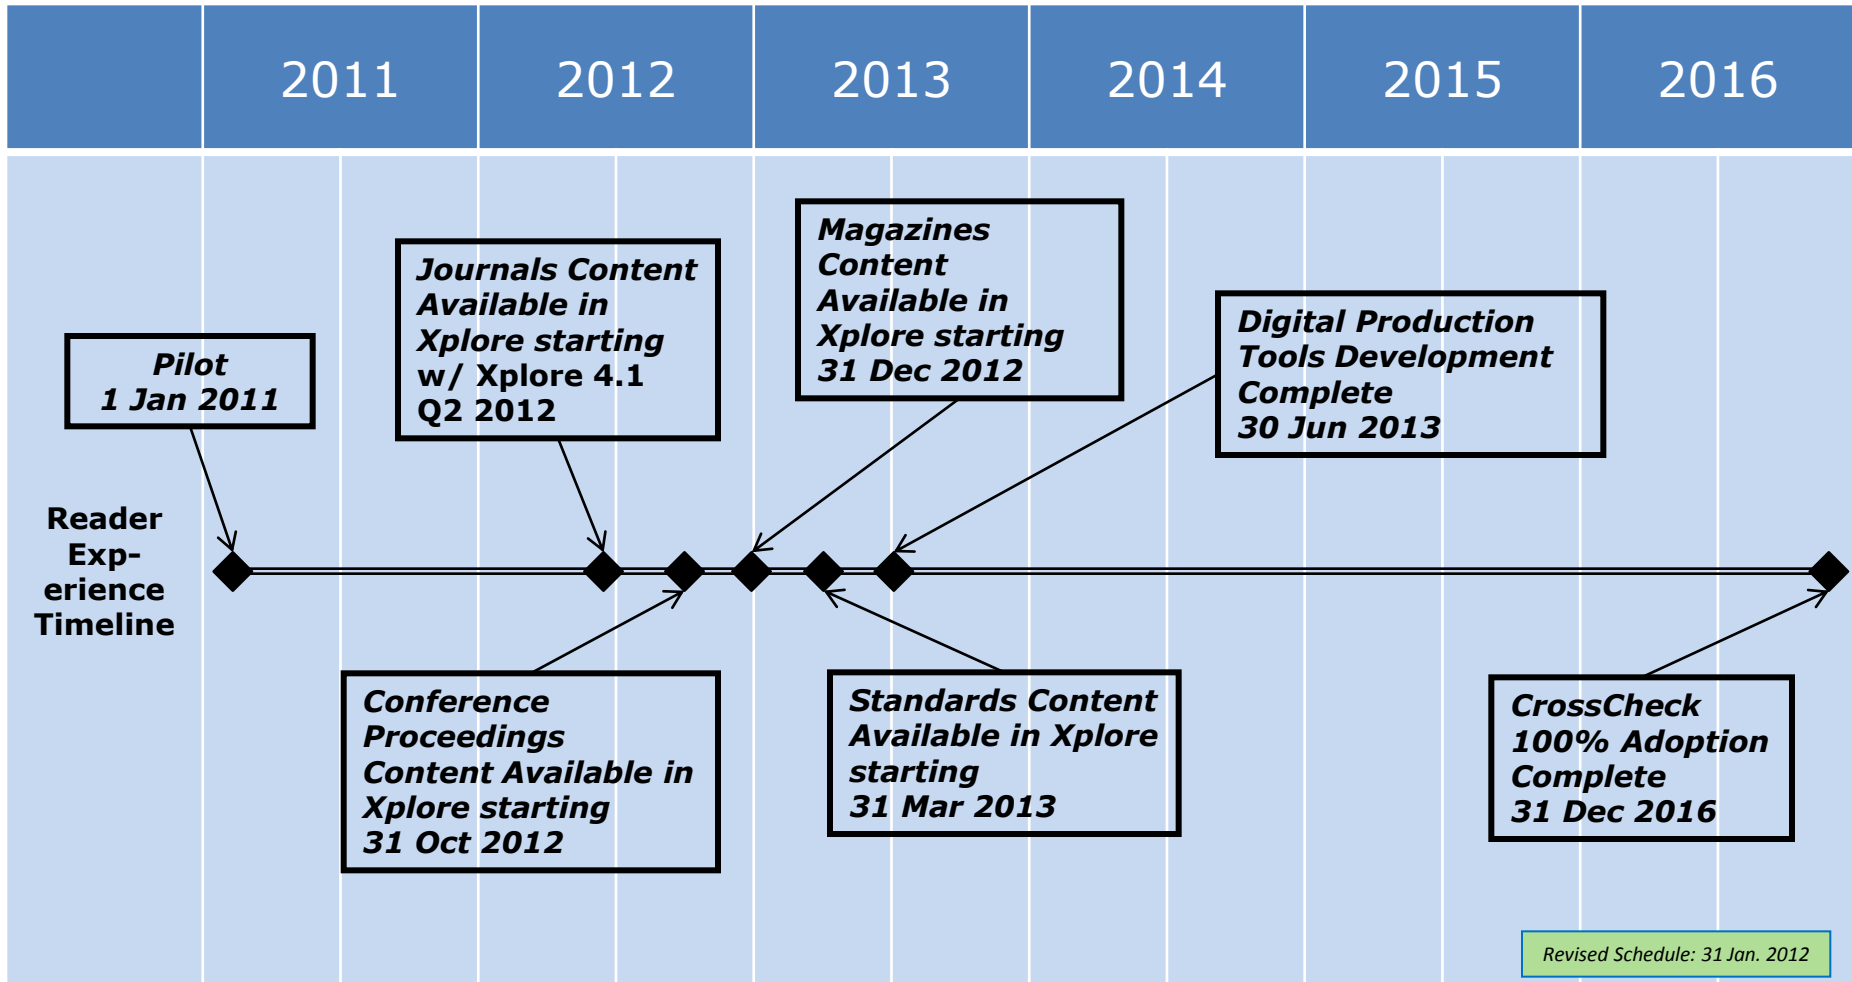 2011
2012
2013
2014
2015
2016
Pilot
1 Jan 2011
Journals Content
Available in
Xplore starting
w/ Xplore 4.1
Q2 2012
Magazines
Content
Available in
Xplore starting
31 Dec 2012
Digital Production
Tools Development
Complete
30 Jun 2013
Reader
Exp-
erience
Timeline
Conference
Proceedings
Content Available in
Xplore starting
31 Oct 2012
Standards Content
Available in Xplore
starting
31 Mar 2013
CrossCheck
100% Adoption
Complete
31 Dec 2016
Revised Schedule: 31 Jan. 2012